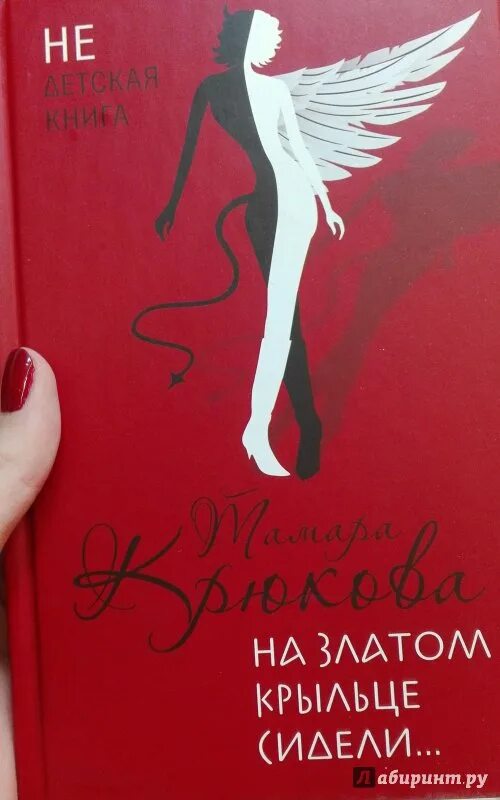 НЕ
ДЕТСКАЯ
КНИГА
Тамара
Крюкова
НА ЗЛАТОМ
КРЫЛЬЦЕ
СИДЕЛИ...
Лабиринт.ру